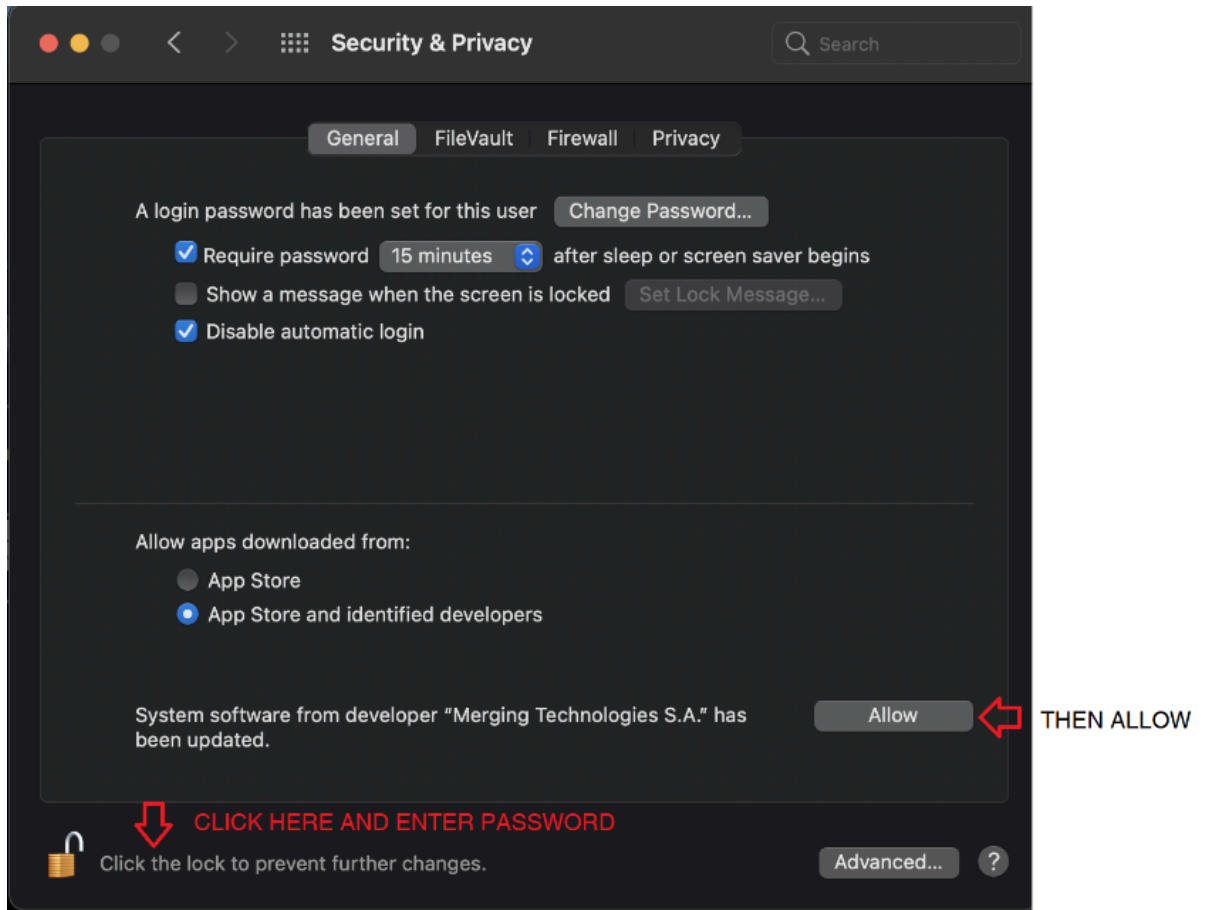 Security & Privacy
Search
General FileVault Firewall Privacy
A login password has been set for this user Change Password...
Require password 15 minutes after sleep or screen saver begins
Show a message when the screen is locked Set Lock Message...
Disable automatic login
Allow apps downloaded from:
App Store
App Store and identified developers
System software from developer “Merging Technologies S.A.” has
been updated.
Allow
THEN ALLOW
CLICK HERE AND ENTER PASSWORD
Click the lock to prevent further changes.
Advanced... ?